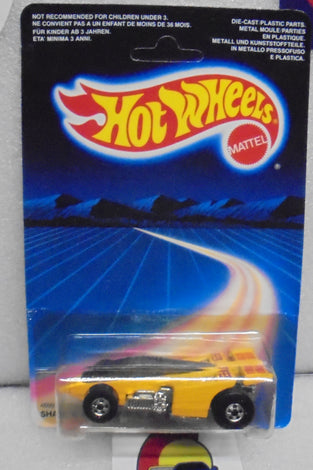 NOT RECOMMENDED FOR CHILDREN UNDER 3.
NE CONVIENT PAS A UN ENFANT DE MOINS DE 36 MOIS.
FÜR KINDER AB 3 JAHREN.
ETA' MINIMA 3 ANNI.
DIE-CAST·PLASTIC PARTS.
METAL MOULE·PARTIES
EN PLASTIQUE.
METALL UND KUNSTSTOFFTEILE.
IN METALLO PRESSOFUSO
E PLASTICA.
HOT WHEELS
MATTEL
®
SHA